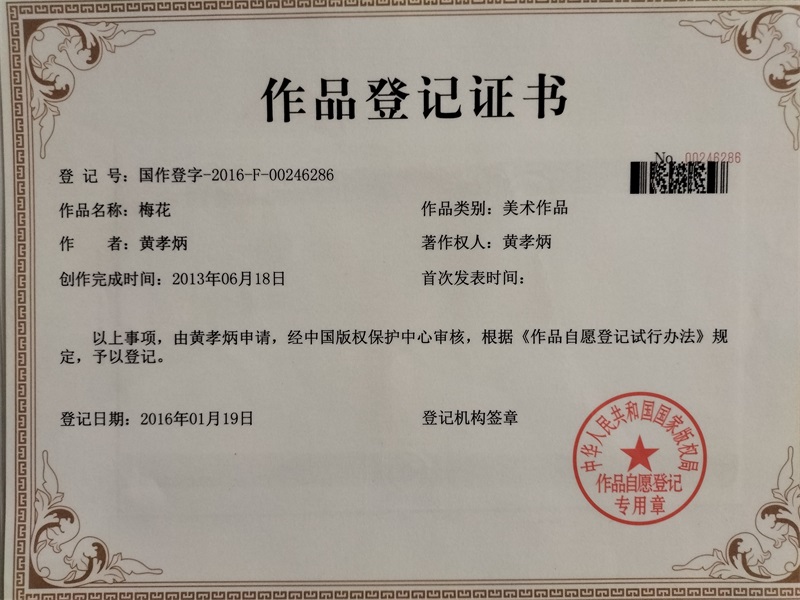 作品登记证书
No. 00246286
登 记 号：国作登字-2016-F-00246286
作品名称：梅花
作品类别：美术作品
作 者：黄孝炳
著作权人：黄孝炳
创作完成时间：2013年06月18日
首次发表时间：
以上事项，由黄孝炳申请，经中国版权保护中心审核，根据《作品自愿登记试行办法》规
定，予以登记。
登记日期：2016年01月19日
登记机构签章
中华人民共和国国家版权局
作品自愿登记
专用章